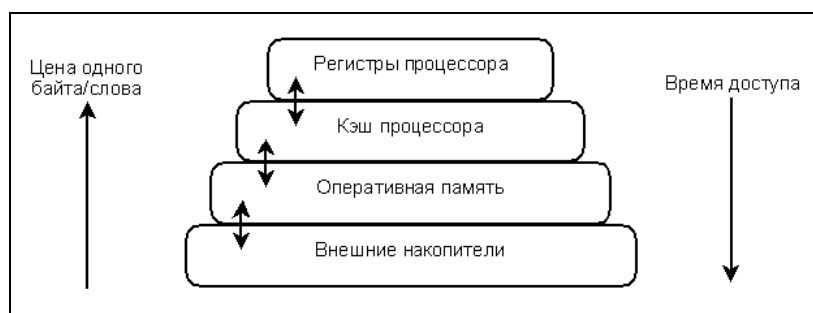 Цена одного
байта/слова
Регистры процессора
Время доступа
Кэш процессора
Оперативная память
Внешние накопители